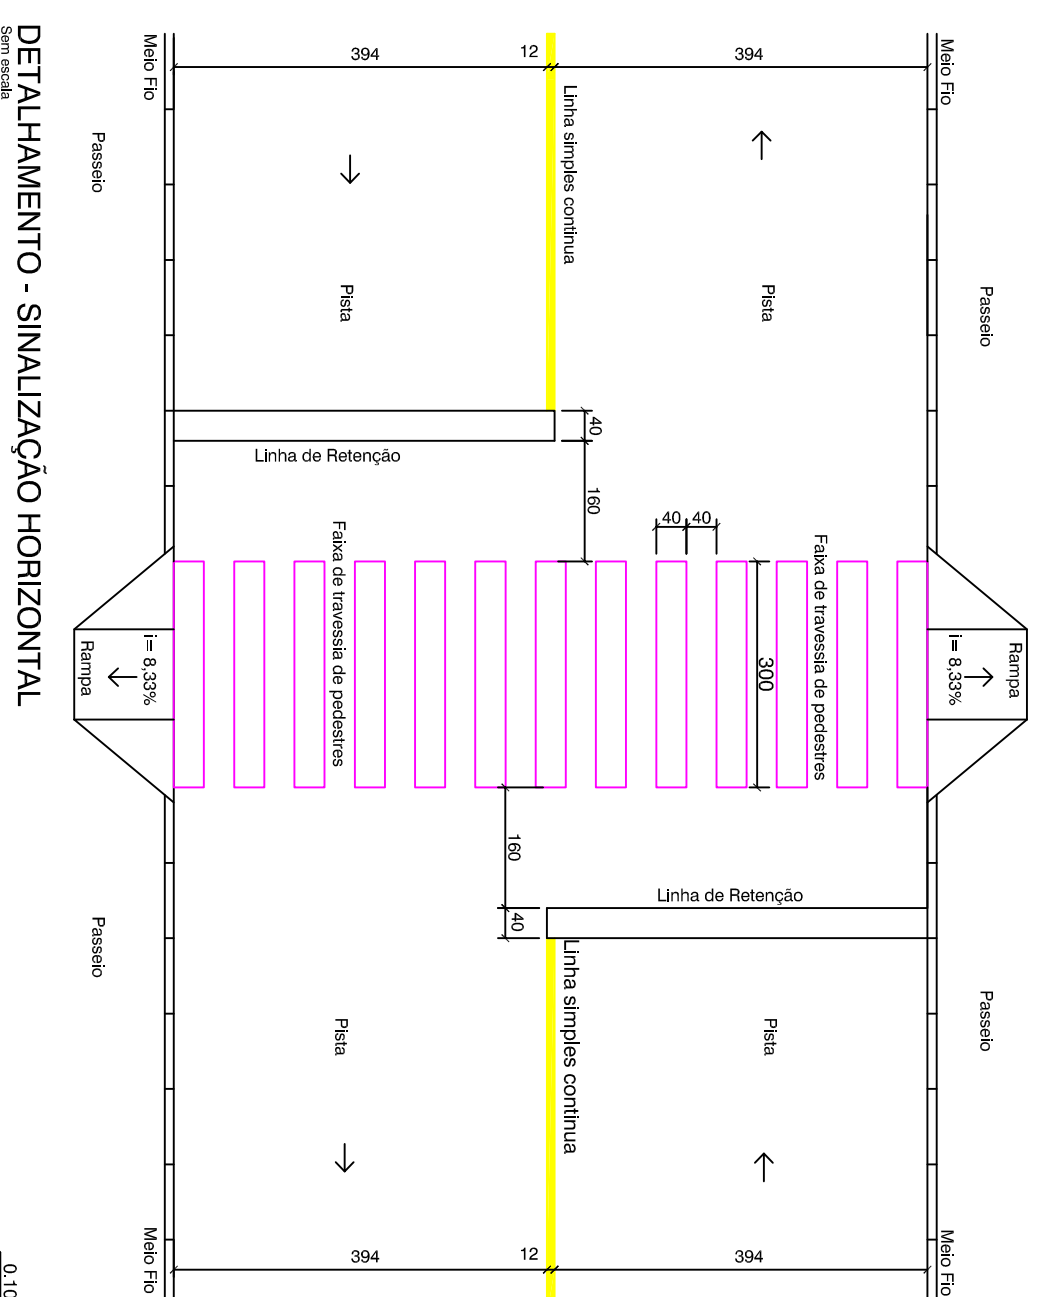 Meio Fio
394
12
394
Meio Fio
Linha simples continua
Passeio
Pista
Pista
Passeio
40
Linha de Retenção
160
40
40
Faixa de travessia de pedestres
Faixa de travessia de pedestres
300
Rampa
i= 8,33%
i= 8,33%
Rampa
160
Linha de Retenção
40
Linha simples continua
Passeio
Pista
Pista
Passeio
Meio Fio
394
12
394
Meio Fio
DETALHAMENTO - SINALIZAÇÃO HORIZONTAL
Sem escala
0.10